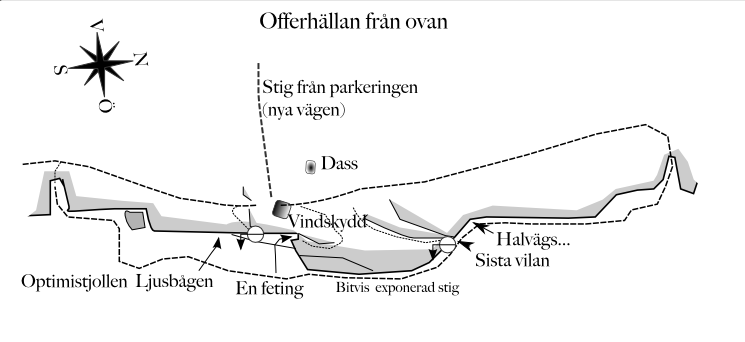 Offerhällan från ovan
V
N
S
Ö
Stig från parkeringen
(nya vägen)
Dass
Vindskydd
Halvägs...
Sista vilan
Optimistjollen
Ljusbågen
En feting
Bitvis exponerad stig